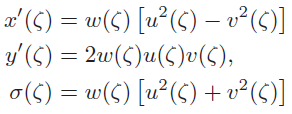 x′(ζ) = w(ζ) [u²(ζ) − v²(ζ)]
y′(ζ) = 2w(ζ)u(ζ)v(ζ),
σ(ζ) = w(ζ) [u²(ζ) + v²(ζ)]